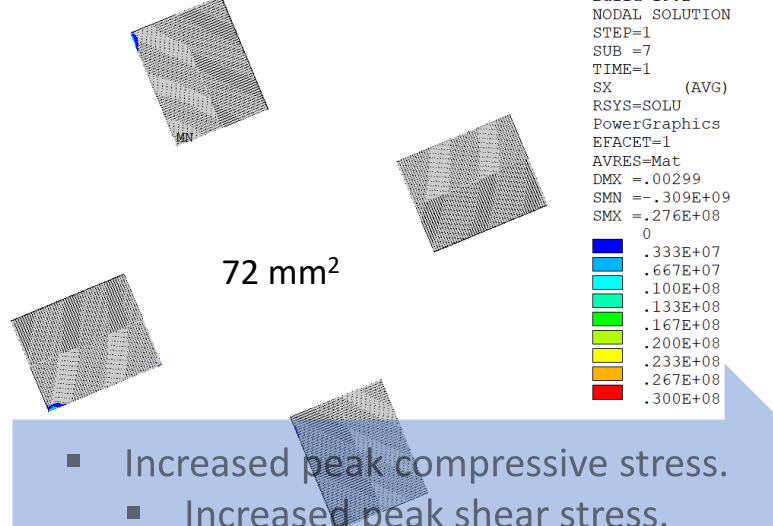 NODAL SOLUTION
STEP=1
SUB =7
TIME=1
SX (AVG)
RSYS=SOLU
PowerGraphics
EFACET=1
AVRES=Mat
DMX =.00299
SMN =-.309E+09
SMX =.276E+08
0
.333E+07
.667E+07
.100E+08
.133E+08
.167E+08
.200E+08
.233E+08
.267E+08
.300E+08
MN
72 mm²
▪ Increased peak compressive stress.
▪ Increased peak shear stress.